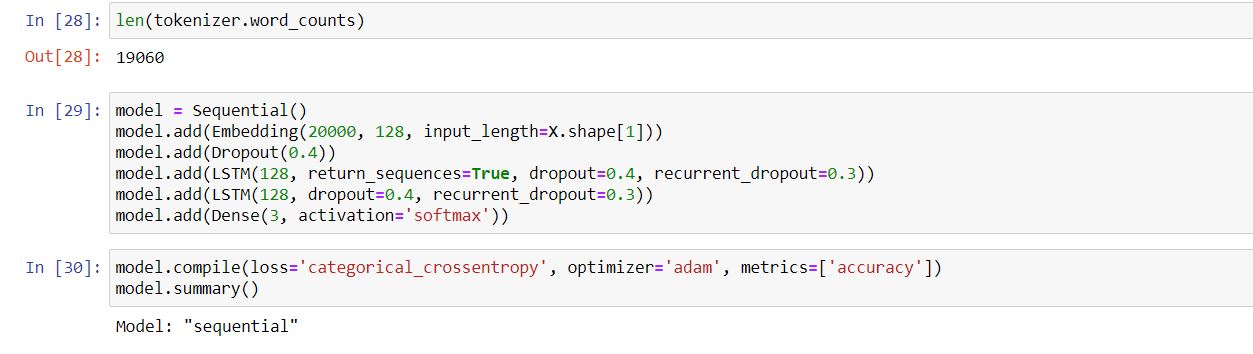 In [28]: len(tokenizer.word_counts)
Out[28]: 19060
In [29]: model = Sequential()
model.add(Embedding(20000, 128, input_length=X.shape[1]))
model.add(Dropout(0.4))
model.add(LSTM(128, return_sequences=True, dropout=0.4, recurrent_dropout=0.3))
model.add(LSTM(128, dropout=0.4, recurrent_dropout=0.3))
model.add(Dense(3, activation='softmax'))
In [30]: model.compile(loss='categorical_crossentropy', optimizer='adam', metrics=['accuracy'])
model.summary()
Model: "sequential"